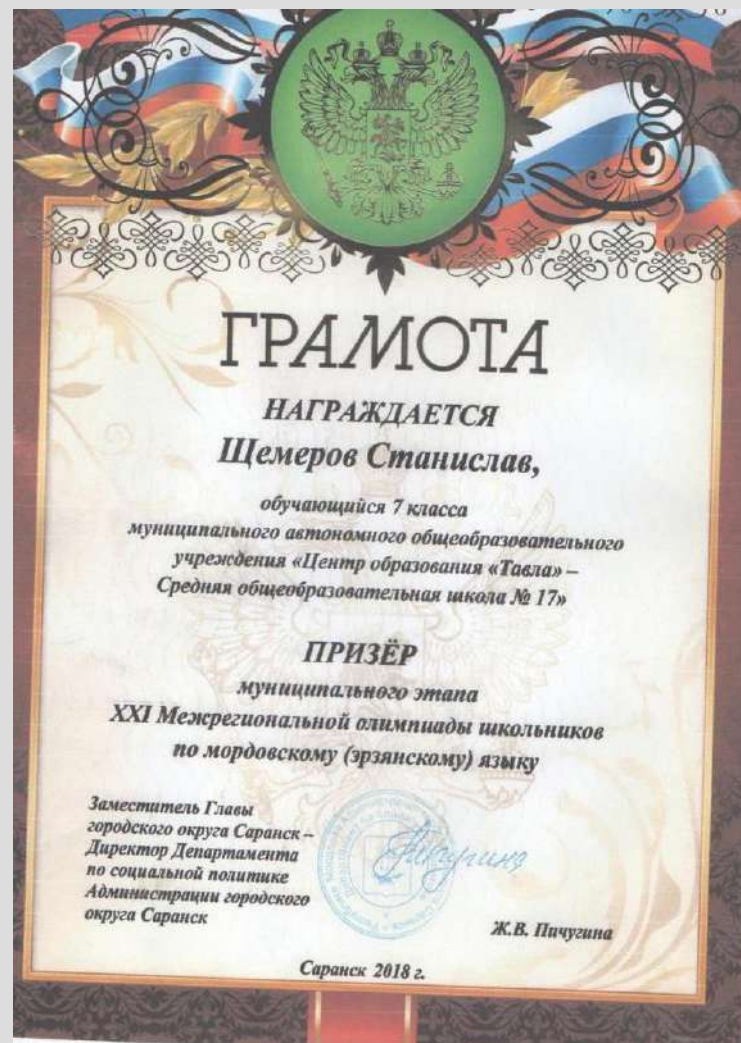 ГРАМОТА
НАГРАЖДАЕТСЯ
Щемеров Станислав,
обучающийся 7 класса
муниципального автономного общеобразовательного
учреждения «Центр образования «Тавла» –
Средняя общеобразовательная школа № 17»
ПРИЗЁР
муниципального этапа
XXI Межрегиональной олимпиады школьников
по мордовскому (эрзянскому) языку
Заместитель Главы
городского округа Саранск –
Директор Департамента
по социальной политике
Администрации городского
округа Саранск
Ж.В. Пичугина
Саранск 2018 г.